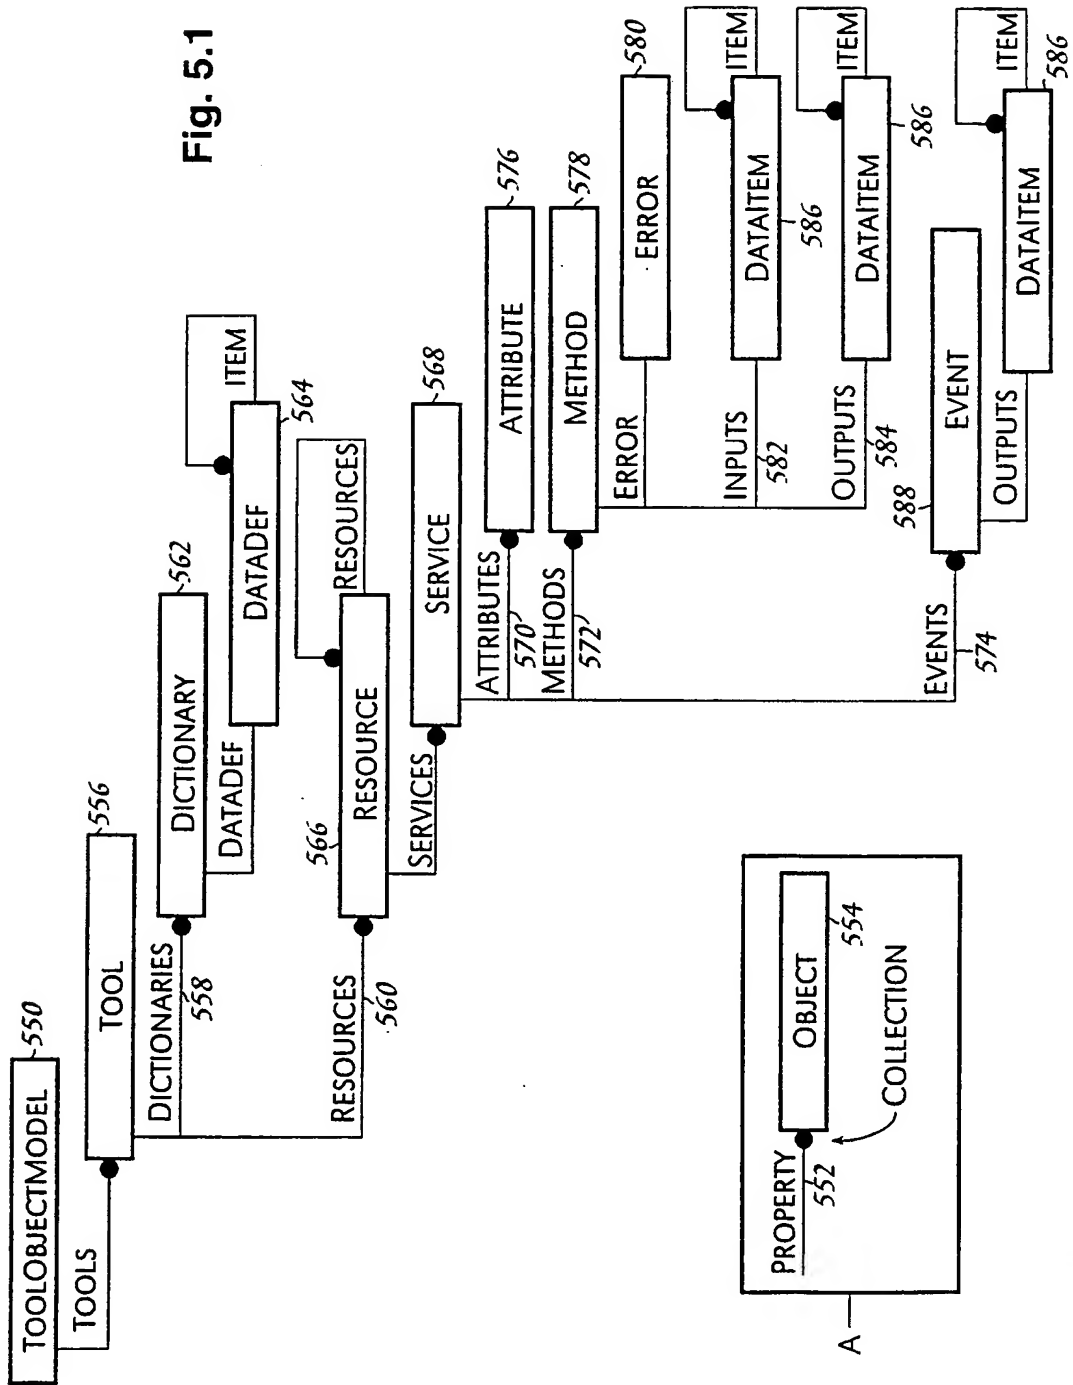 Fig. 5.1
TOOLOBJECTMODEL 550
TOOLS
TOOL 556
DICTIONARIES
558
DICTIONARY 562
DATADEF
DATADEF 564
ITEM
RESOURCES
560
566
RESOURCE
RESOURCES
SERVICES
SERVICE 568
ATTRIBUTES
570
ATTRIBUTE 576
METHODS
572
METHOD 578
ERROR
ERROR 580
INPUTS
582
DATAITEM
586
ITEM
OUTPUTS
584
DATAITEM
586
ITEM
EVENTS
574
588
EVENT
OUTPUTS
DATAITEM
586
ITEM
PROPERTY
552
OBJECT
554
COLLECTION
A